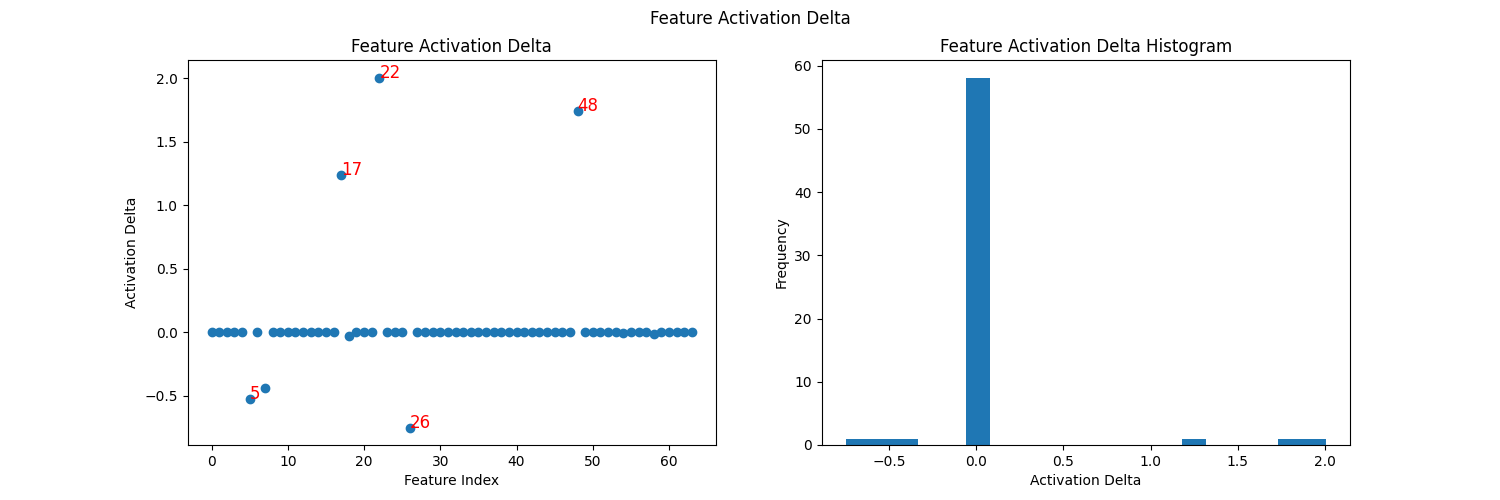 Feature Activation Delta
Feature Activation Delta
Activation Delta
2.0
1.5
1.0
0.5
0.0
−0.5
22
48
17
5
26
0 10 20 30 40 50 60
Feature Index
Feature Activation Delta Histogram
Frequency
60
50
40
30
20
10
0
−0.5 0.0 0.5 1.0 1.5 2.0
Activation Delta